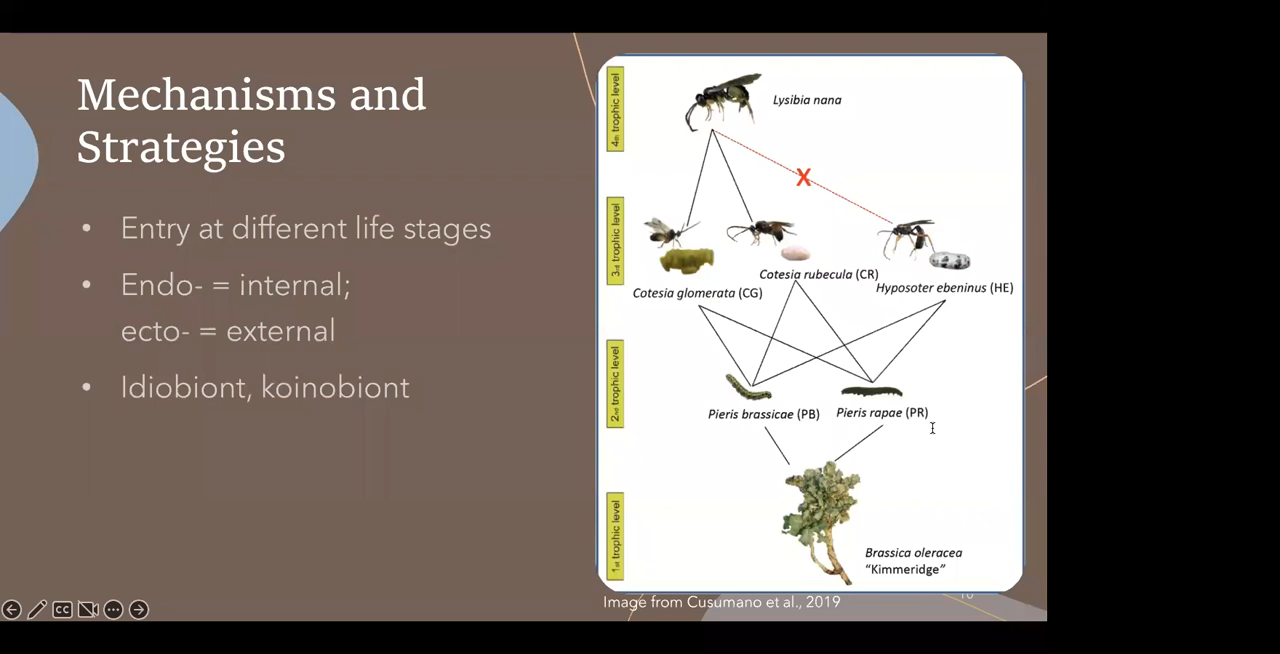 Mechanisms and
Strategies
• Entry at different life stages
• Endo- = internal;
ecto- = external
• Idiobiont, koinobiont
4th trophic level
Lysibia nana
X
3rd trophic level
Cotesia rubecula (CR)
Cotesia glomerata (CG)
Hyposoter ebeninus (HE)
2nd trophic level
Pieris brassicae (PB)
Pieris rapae (PR)
1st trophic level
Brassica oleracea
“Kimmeridge”
Image from Cusumano et al., 2019
CC